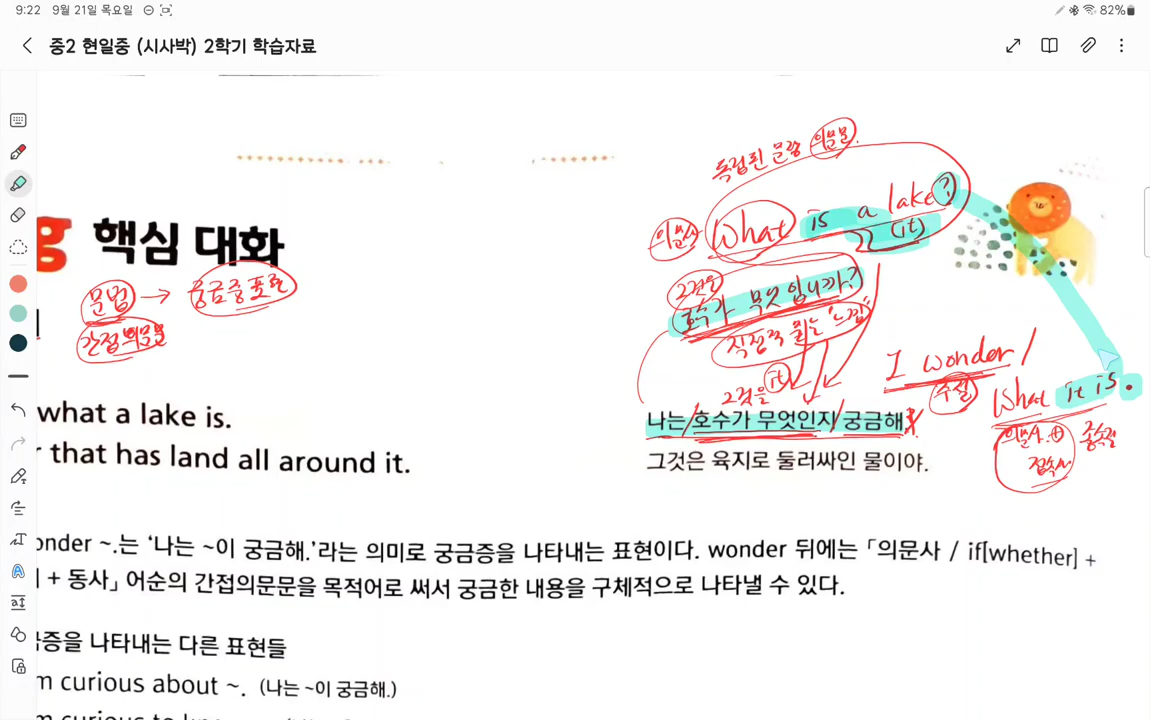 9:22 9월 21일 목요일
82%
중2 현일중 (시사박) 2학기 학습자료
독립된 문장 의문문.
g 핵심 대화
의문사 What is a lake?
(it)
문법 → 궁금증 표현
간접 의문문
그것은
호수가 무엇입니까?
직접적 묻는 느낌
I wonder /
주절
what it is.
it
그것을
what a lake is.
나는/호수가 무엇인지/궁금해.
의문사 ⊕ 종속절
접속사
r that has land all around it.
그것은 육지로 둘러싸인 물이야.
onder ~.는 ‘나는 ~이 궁금해.’라는 의미로 궁금증을 나타내는 표현이다. wonder 뒤에는 「의문사 / if[whether] +
+ 동사」 어순의 간접의문문을 목적어로 써서 궁금한 내용을 구체적으로 나타낼 수 있다.
금증을 나타내는 다른 표현들
m curious about ~. (나는 ~이 궁금해.)